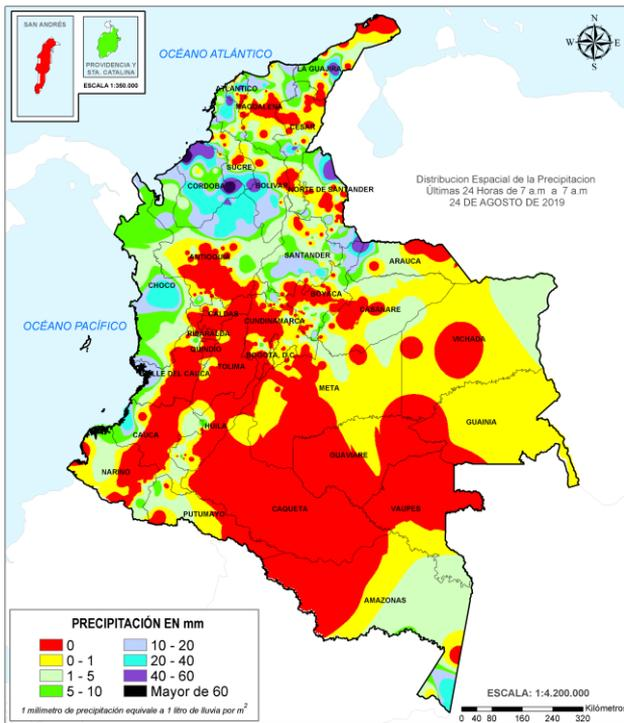 SAN ANDRÉS
PROVIDENCIA Y
STA. CATALINA
ESCALA 1:350.000
OCÉANO ATLÁNTICO
N
W
E
S
LA GUAJIRA
ATLANTICO
MAGDALENA
CESAR
SUCRE
CORDOBA
BOLIVAR
NORTE DE SANTANDER
Distribucion Espacial de la Precipitacion
Últimas 24 Horas de 7 a.m a 7 a.m
24 DE AGOSTO DE 2019
ANTIOQUIA
SANTANDER
ARAUCA
CHOCO
BOYACA
CASANARE
OCÉANO PACÍFICO
CALDAS
CUNDINAMARCA
RISARALDA
VICHADA
QUINDIO
BOGOTA, D.C.
TOLIMA
VALLE DEL CAUCA
META
GUAINIA
CAUCA
HUILA
GUAVIARE
NARIÑO
CAQUETA
VAUPES
PUTUMAYO
AMAZONAS
PRECIPITACIÓN EN mm
0
10 - 20
0 - 1
20 - 40
1 - 5
40 - 60
5 - 10
Mayor de 60
1 milimetro de precipitación equivale a 1 litro de lluvia por m²
ESCALA: 1:4.200.000
Kilómetros
0 40 80 160 240 320